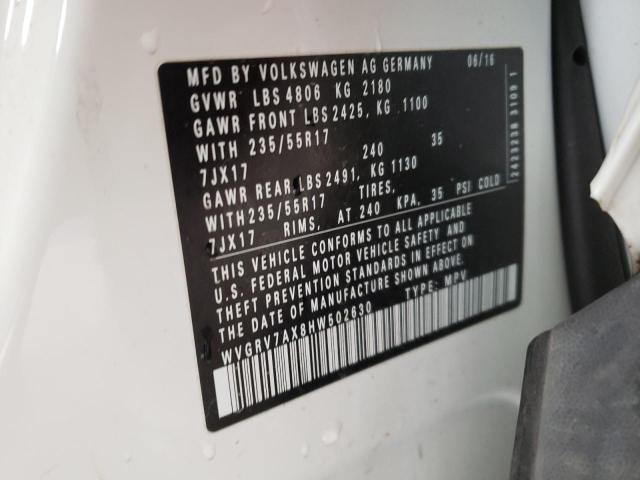 MFD BY VOLKSWAGEN AG GERMANY 06/16
GVWR LBS 4806 KG 2180
GAWR FRONT LBS 2425, KG 1100
WITH 235/55R17
7JX17 240 35
GAWR REAR LBS 2491, KG 1130
WITH 235/55R17 TIRES,
7JX17 RIMS, AT 240 KPA, 35 PSI COLD
THIS VEHICLE CONFORMS TO ALL APPLICABLE
U.S. FEDERAL MOTOR VEHICLE SAFETY AND
THEFT PREVENTION STANDARDS IN EFFECT ON
THE DATE OF MANUFACTURE SHOWN ABOVE.
WVGRV7AX8HW502630 TYPE: MPV
2423238 3109 1